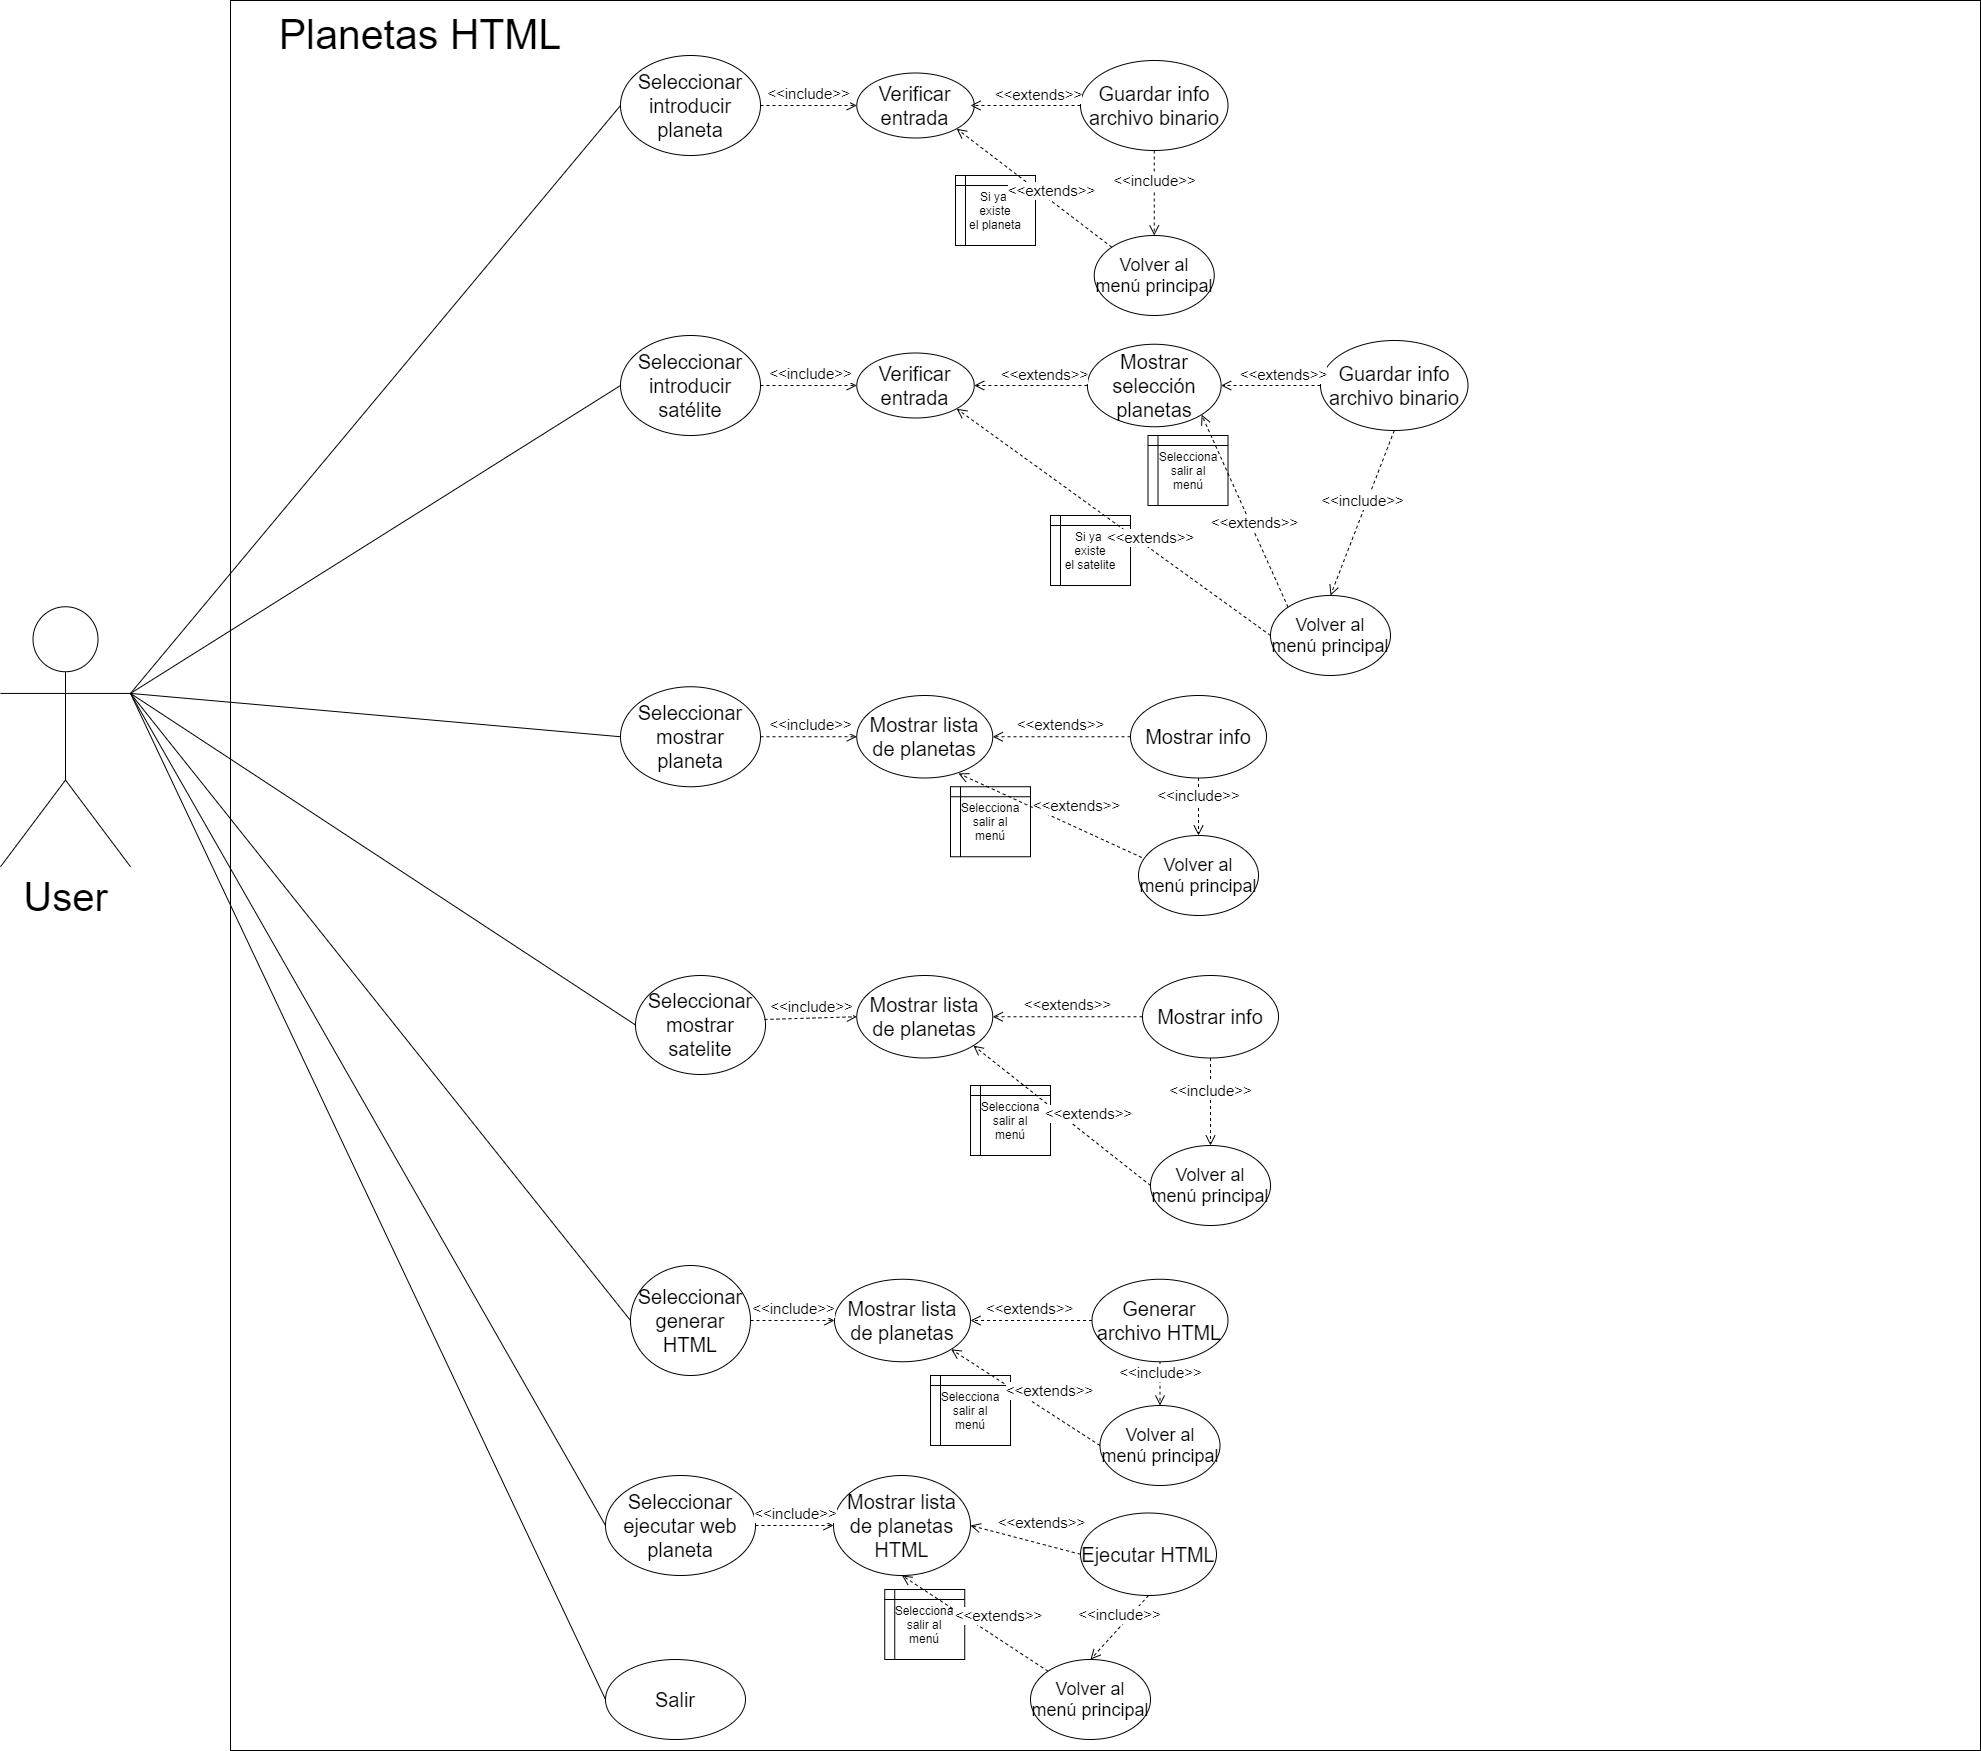 Planetas HTML
User
Seleccionar
introducir
planeta
<<include>>
Verificar
entrada
<<extends>>
Guardar info
archivo binario
Si ya
existe
el planeta
<<extends>>
<<include>>
Volver al
menú principal
Seleccionar
introducir
satélite
<<include>>
Verificar
entrada
<<extends>>
Mostrar
selección
planetas
<<extends>>
Guardar info
archivo binario
Selecciona
salir al
menú
<<extends>>
<<include>>
Si ya
existe
el satelite
<<extends>>
Volver al
menú principal
Seleccionar
mostrar
planeta
<<include>>
Mostrar lista
de planetas
<<extends>>
Mostrar info
Selecciona
salir al
menú
<<extends>>
<<include>>
Volver al
menú principal
Seleccionar
mostrar
satelite
<<include>>
Mostrar lista
de planetas
<<extends>>
Mostrar info
Selecciona
salir al
menú
<<extends>>
<<include>>
Volver al
menú principal
Seleccionar
generar
HTML
<<include>>
Mostrar lista
de planetas
<<extends>>
Generar
archivo HTML
Selecciona
salir al
menú
<<extends>>
<<include>>
Volver al
menú principal
Seleccionar
ejecutar web
planeta
<<include>>
Mostrar lista
de planetas
HTML
<<extends>>
Ejecutar HTML
Selecciona
salir al
menú
<<extends>>
<<include>>
Volver al
menú principal
Salir